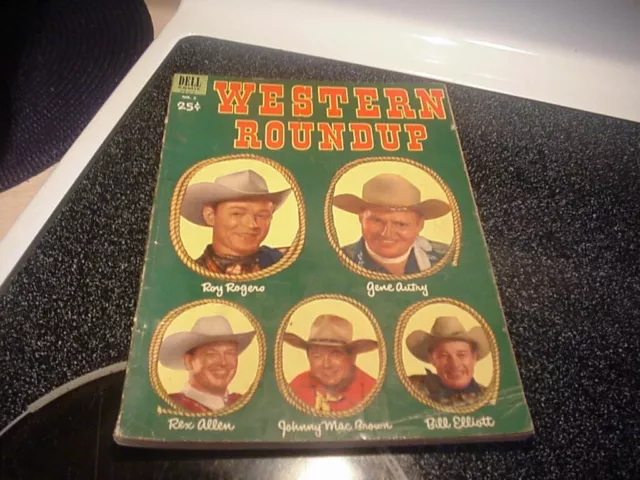 DELL
25¢
WESTERN
ROUNDUP
Roy Rogers
Gene Autry
Rex Allen
Johnny Mac Brown
Bill Elliott